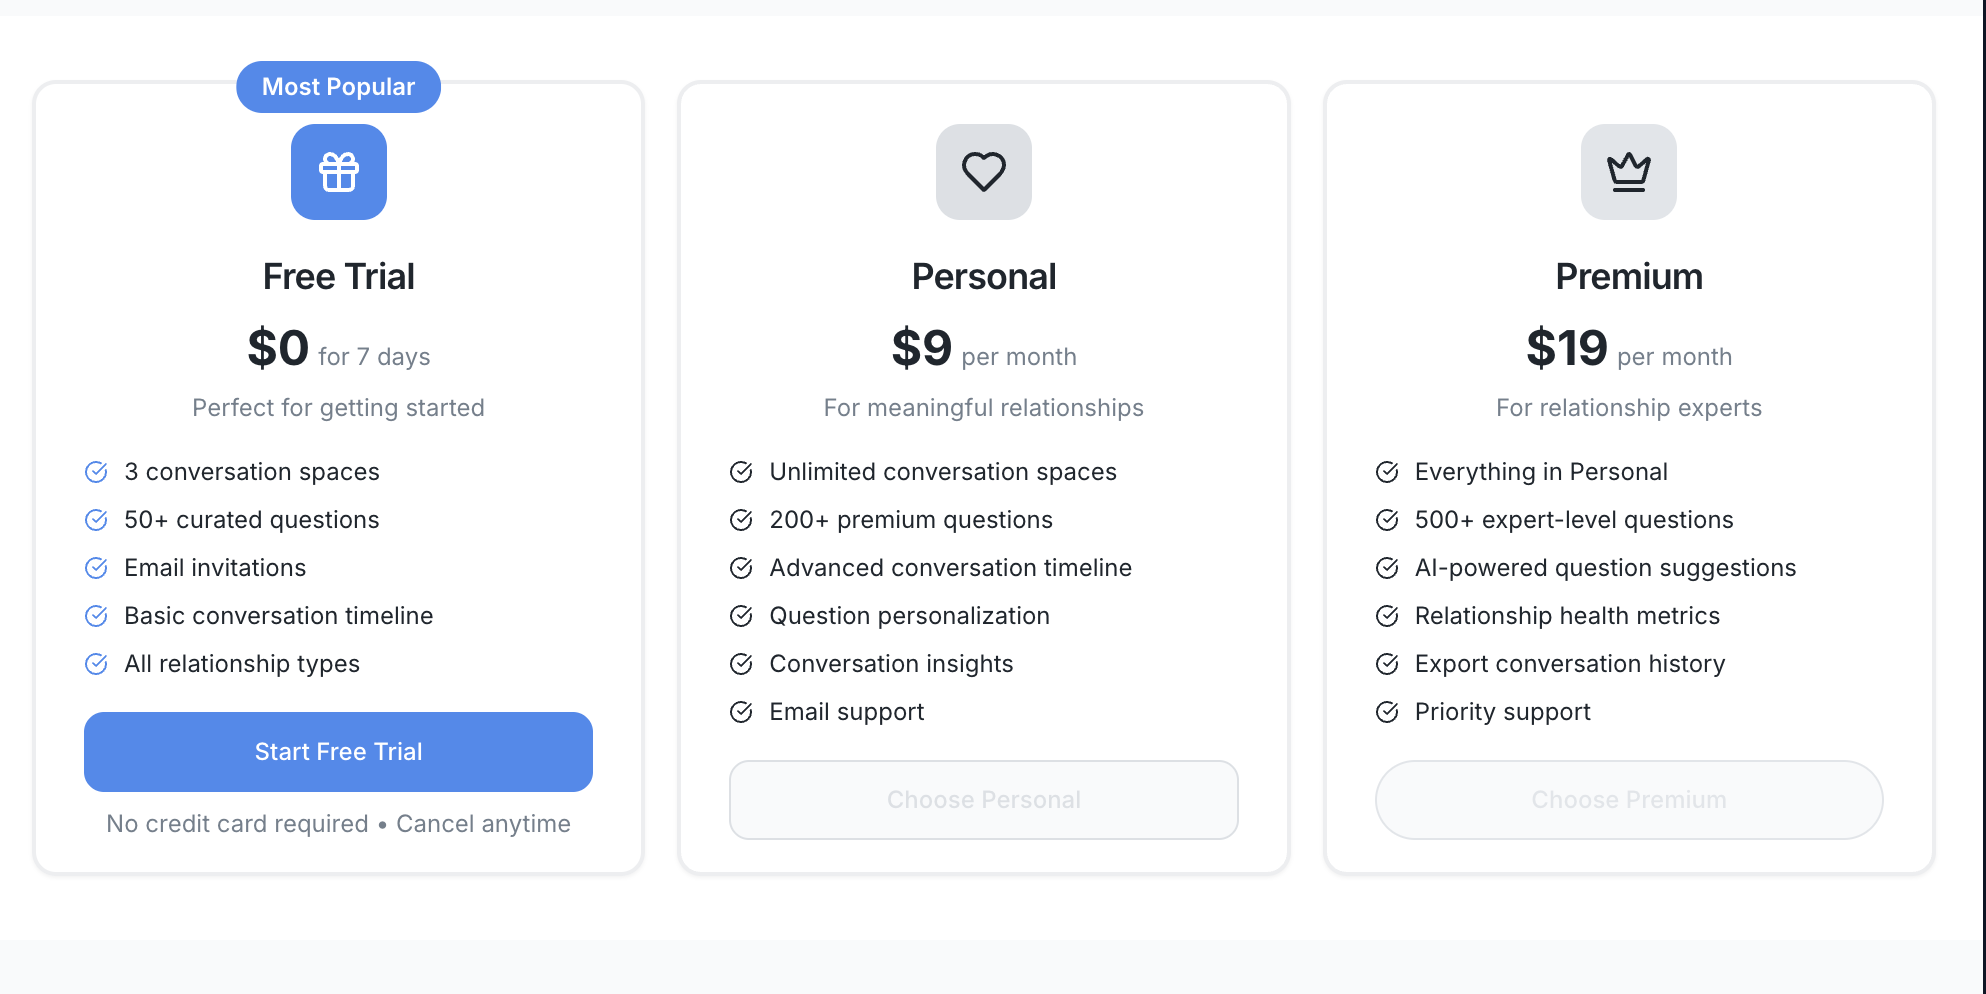 Most Popular
Free Trial
$0 for 7 days
Perfect for getting started
3 conversation spaces
50+ curated questions
Email invitations
Basic conversation timeline
All relationship types
Start Free Trial
No credit card required • Cancel anytime
Personal
$9 per month
For meaningful relationships
Unlimited conversation spaces
200+ premium questions
Advanced conversation timeline
Question personalization
Conversation insights
Email support
Choose Personal
Premium
$19 per month
For relationship experts
Everything in Personal
500+ expert-level questions
AI-powered question suggestions
Relationship health metrics
Export conversation history
Priority support
Choose Premium